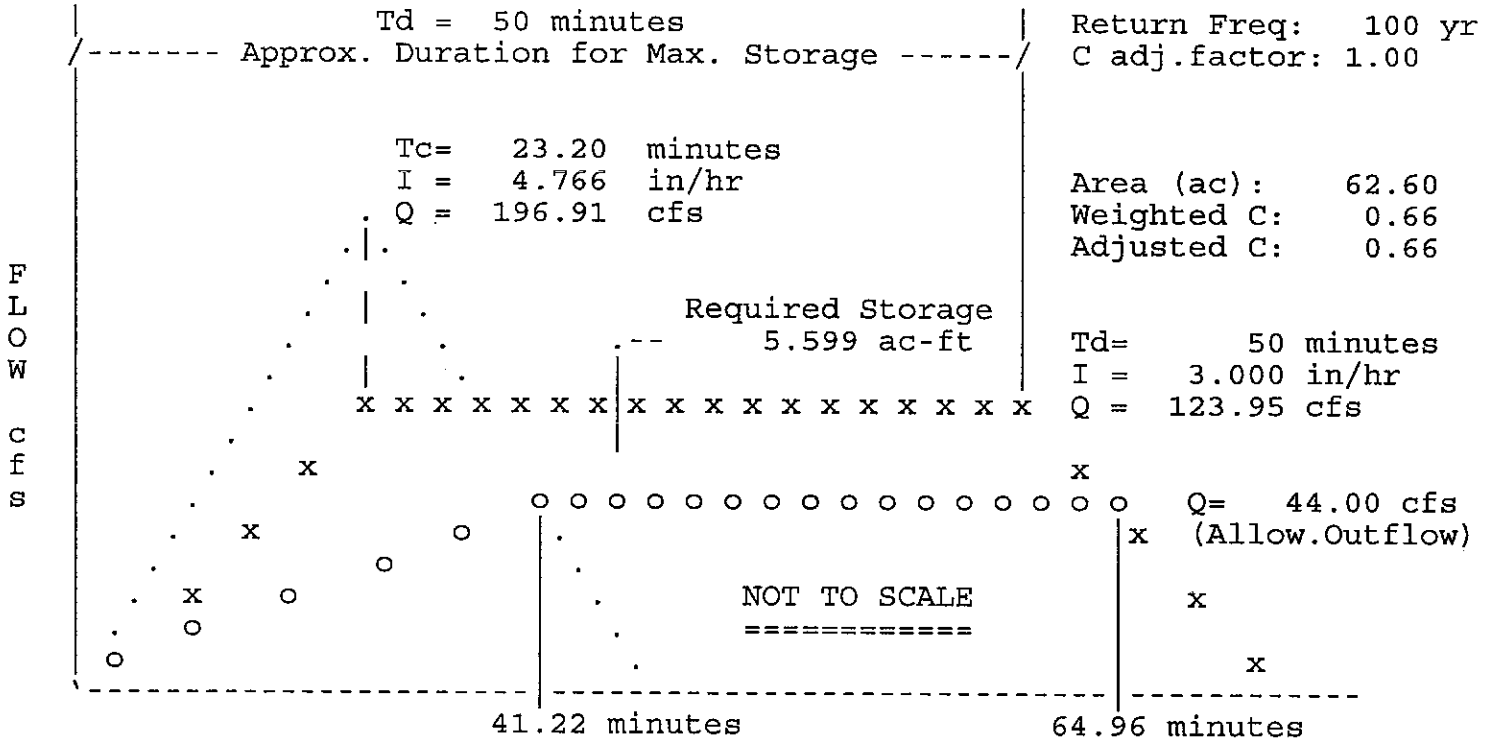 Td = 50 minutes
/------- Approx. Duration for Max. Storage ------/
Return Freq: 100 yr
C adj.factor: 1.00
Tc= 23.20 minutes
I = 4.766 in/hr
Q = 196.91 cfs
Area (ac): 62.60
Weighted C: 0.66
Adjusted C: 0.66
FLOW cfs
Required Storage
5.599 ac-ft
Td= 50 minutes
I = 3.000 in/hr
x x x x x x x x x x x x x x x x x x Q = 123.95 cfs
x x
o o o o o o o o o o o o o o o o Q= 44.00 cfs
x o x (Allow.Outflow)
o
x o NOT TO SCALE x
o ============
o x
41.22 minutes 64.96 minutes